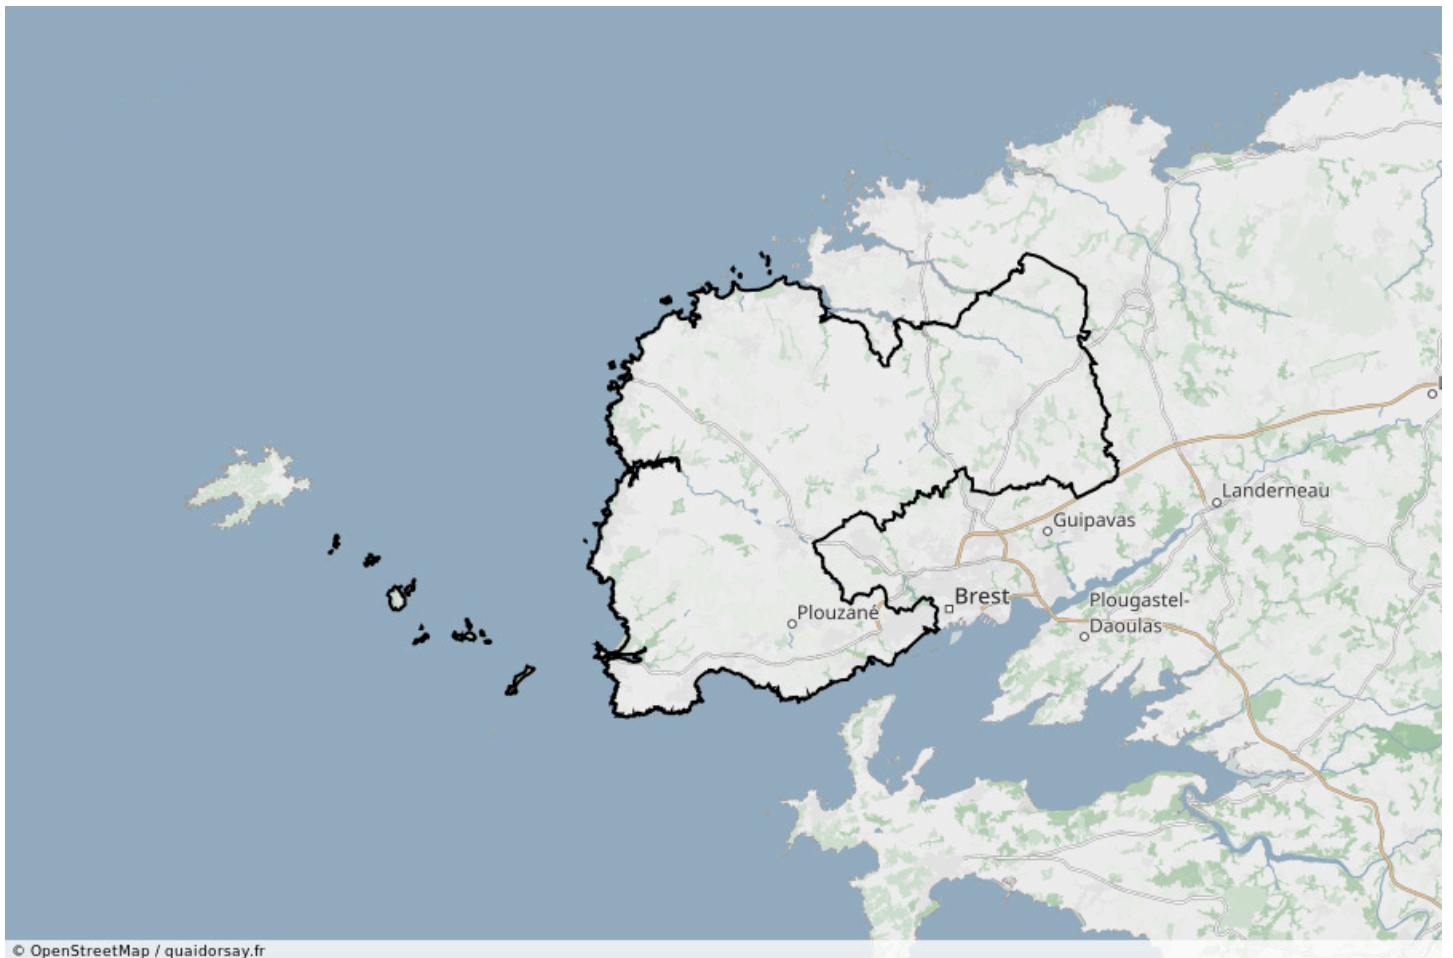 Landerneau
Guipavas
Brest
Plougastel-
Daoulas
Plouzané
© OpenStreetMap / quaidorsay.fr